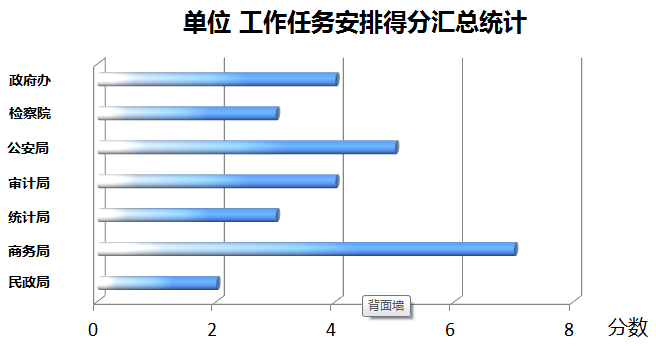 单位 工作任务安排得分汇总统计
政府办
检察院
公安局
审计局
统计局
商务局
民政局
背面墙
0 2 4 6 8 分数